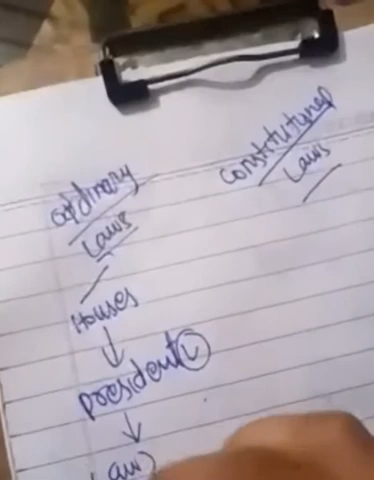 ordinary
Laws
constitutional
Laws
Houses
↓
President ✓
↓
Law